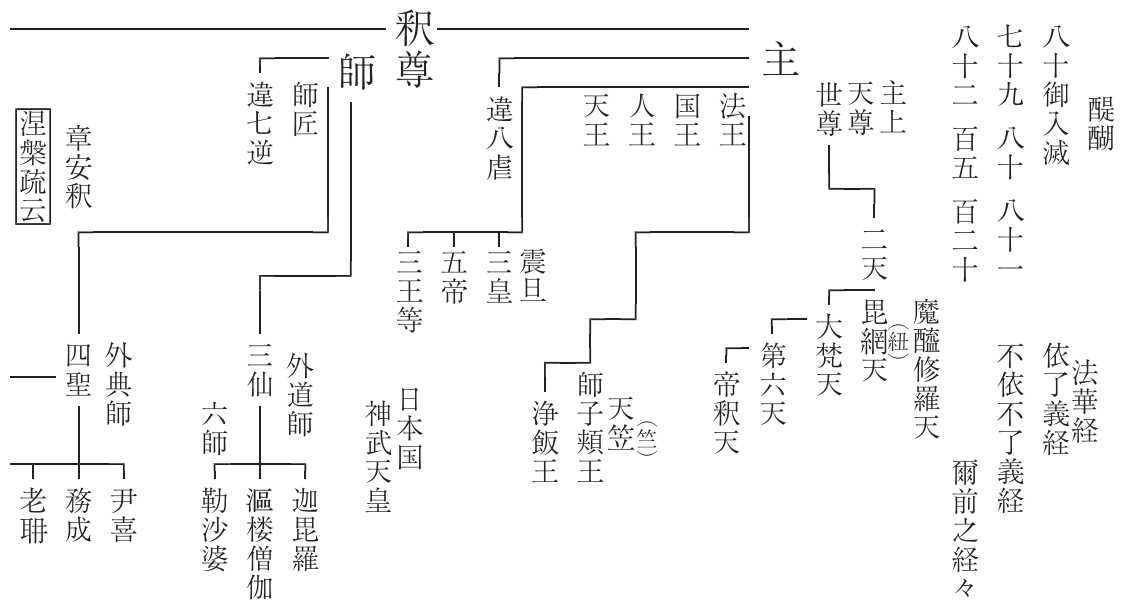 醍醐
八十御入滅
七十九 八十 八十一
八十二 百五 百二十
法華経
依了義経
不依不了義経
爾前之経々
主
主上
天尊
世尊
二天
魔醯修羅天
毘網天
（紐）
大梵天
第六天
帝釈天
法王
国王
人王
天王
違八虐
震旦
三皇
五帝
三王等
天笠
（竺）
師子頬王
浄飯王
日本国
神武天皇
釈尊
師
師匠
違七逆
外道師
三仙
六師
迦毘羅
漚楼僧伽
勒沙婆
外典師
四聖
尹喜
務成
老聃
章安釈
涅槃疏云